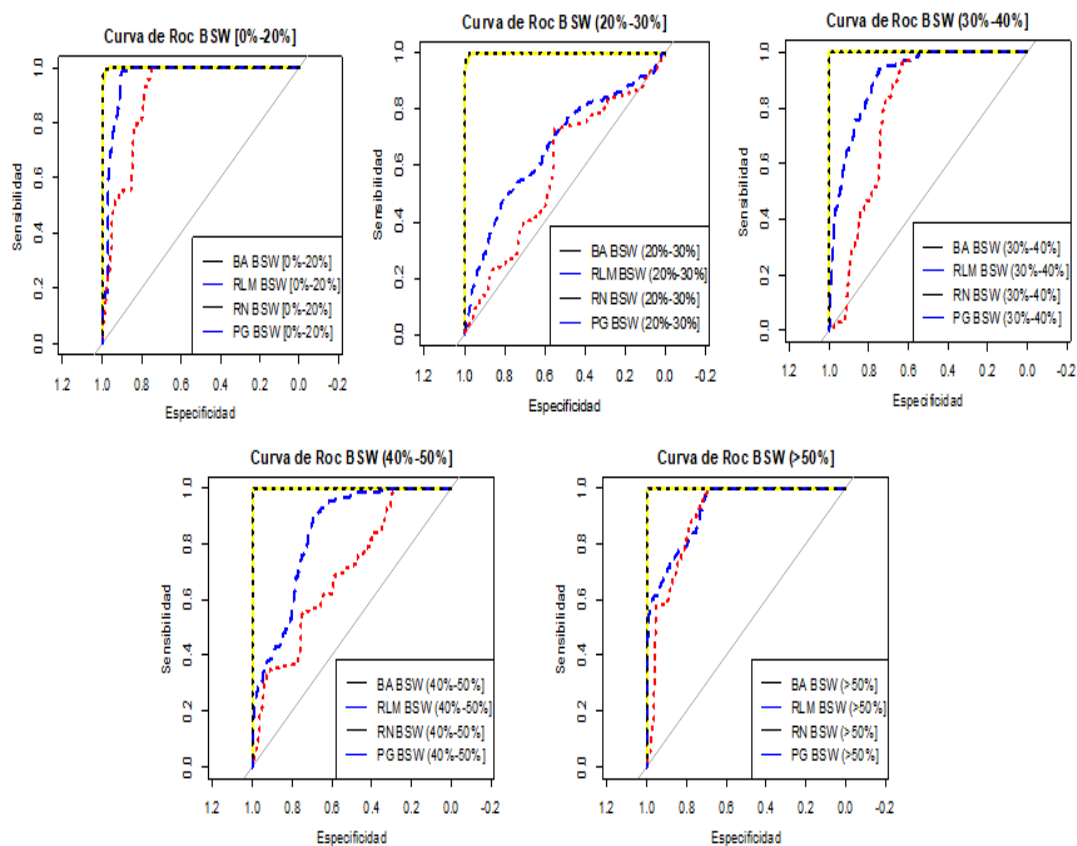 Curva de Roc BSW [0%-20%]
Sensibilidad
0.0 0.2 0.4 0.6 0.8 1.0
BA BSW [0%-20%]
RLM BSW [0%-20%]
RN BSW [0%-20%]
PG BSW [0%-20%]
1.2 1.0 0.8 0.6 0.4 0.2 0.0 -0.2
Especificidad
Curva de Roc BSW (20%-30%]
Sensibilidad
0.0 0.2 0.4 0.6 0.8 1.0
BA BSW (20%-30%]
RLM BSW (20%-30%]
RN BSW (20%-30%]
PG BSW (20%-30%]
1.2 1.0 0.8 0.6 0.4 0.2 0.0 -0.2
Especificidad
Curva de Roc BSW (30%-40%]
Sensibilidad
0.0 0.2 0.4 0.6 0.8 1.0
BA BSW (30%-40%]
RLM BSW (30%-40%]
RN BSW (30%-40%]
PG BSW (30%-40%]
1.2 1.0 0.8 0.6 0.4 0.2 0.0 -0.2
Especificidad
Curva de Roc BSW (40%-50%]
Sensibilidad
0.0 0.2 0.4 0.6 0.8 1.0
BA BSW (40%-50%]
RLM BSW (40%-50%]
RN BSW (40%-50%]
PG BSW (40%-50%]
1.2 1.0 0.8 0.6 0.4 0.2 0.0 -0.2
Especificidad
Curva de Roc BSW (>50%]
Sensibilidad
0.0 0.2 0.4 0.6 0.8 1.0
BA BSW (>50%]
RLM BSW (>50%]
RN BSW (>50%]
PG BSW (>50%]
1.2 1.0 0.8 0.6 0.4 0.2 0.0 -0.2
Especificidad